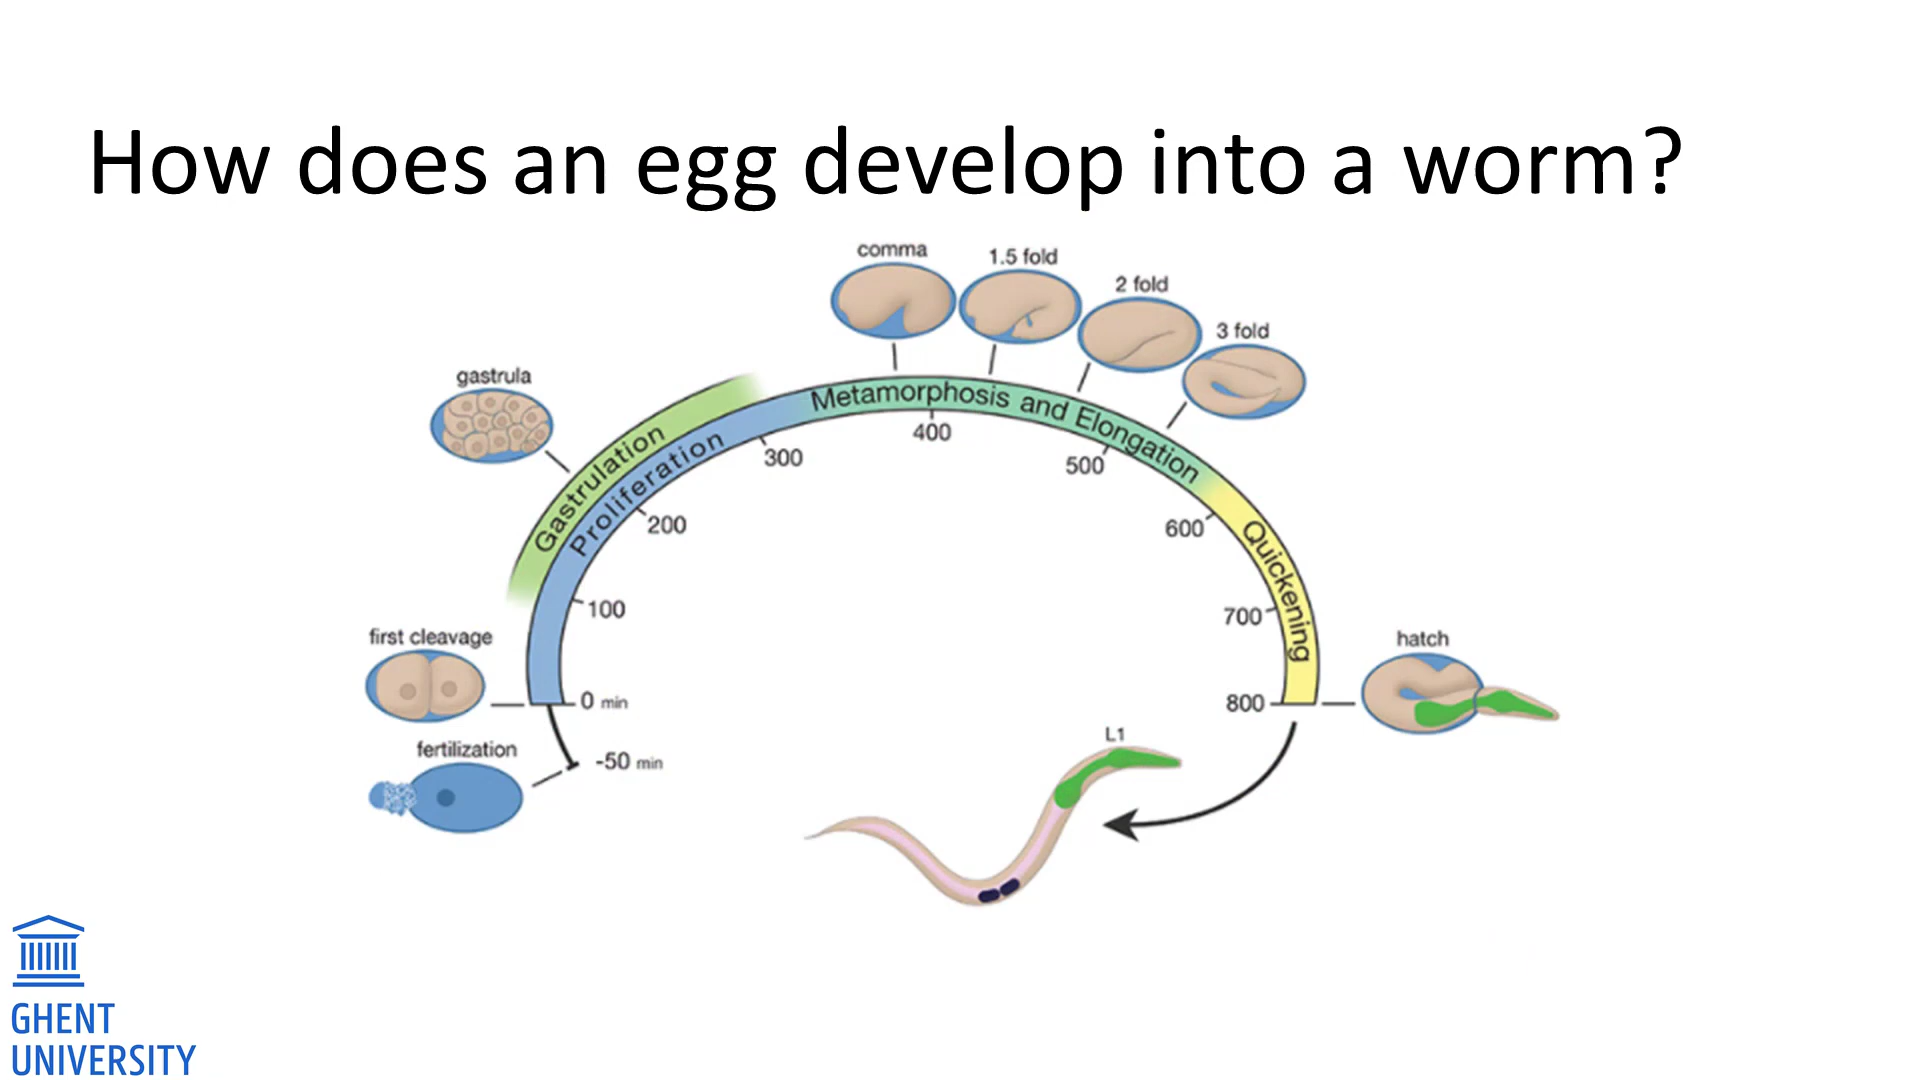 How does an egg develop into a worm?
comma
1.5 fold
2 fold
3 fold
gastrula
Gastrulation
Proliferation
Metamorphosis and Elongation
Quickening
first cleavage
fertilization
-50 min
0 min
100
200
300
400
500
600
700
800
hatch
L1
GHENT
UNIVERSITY